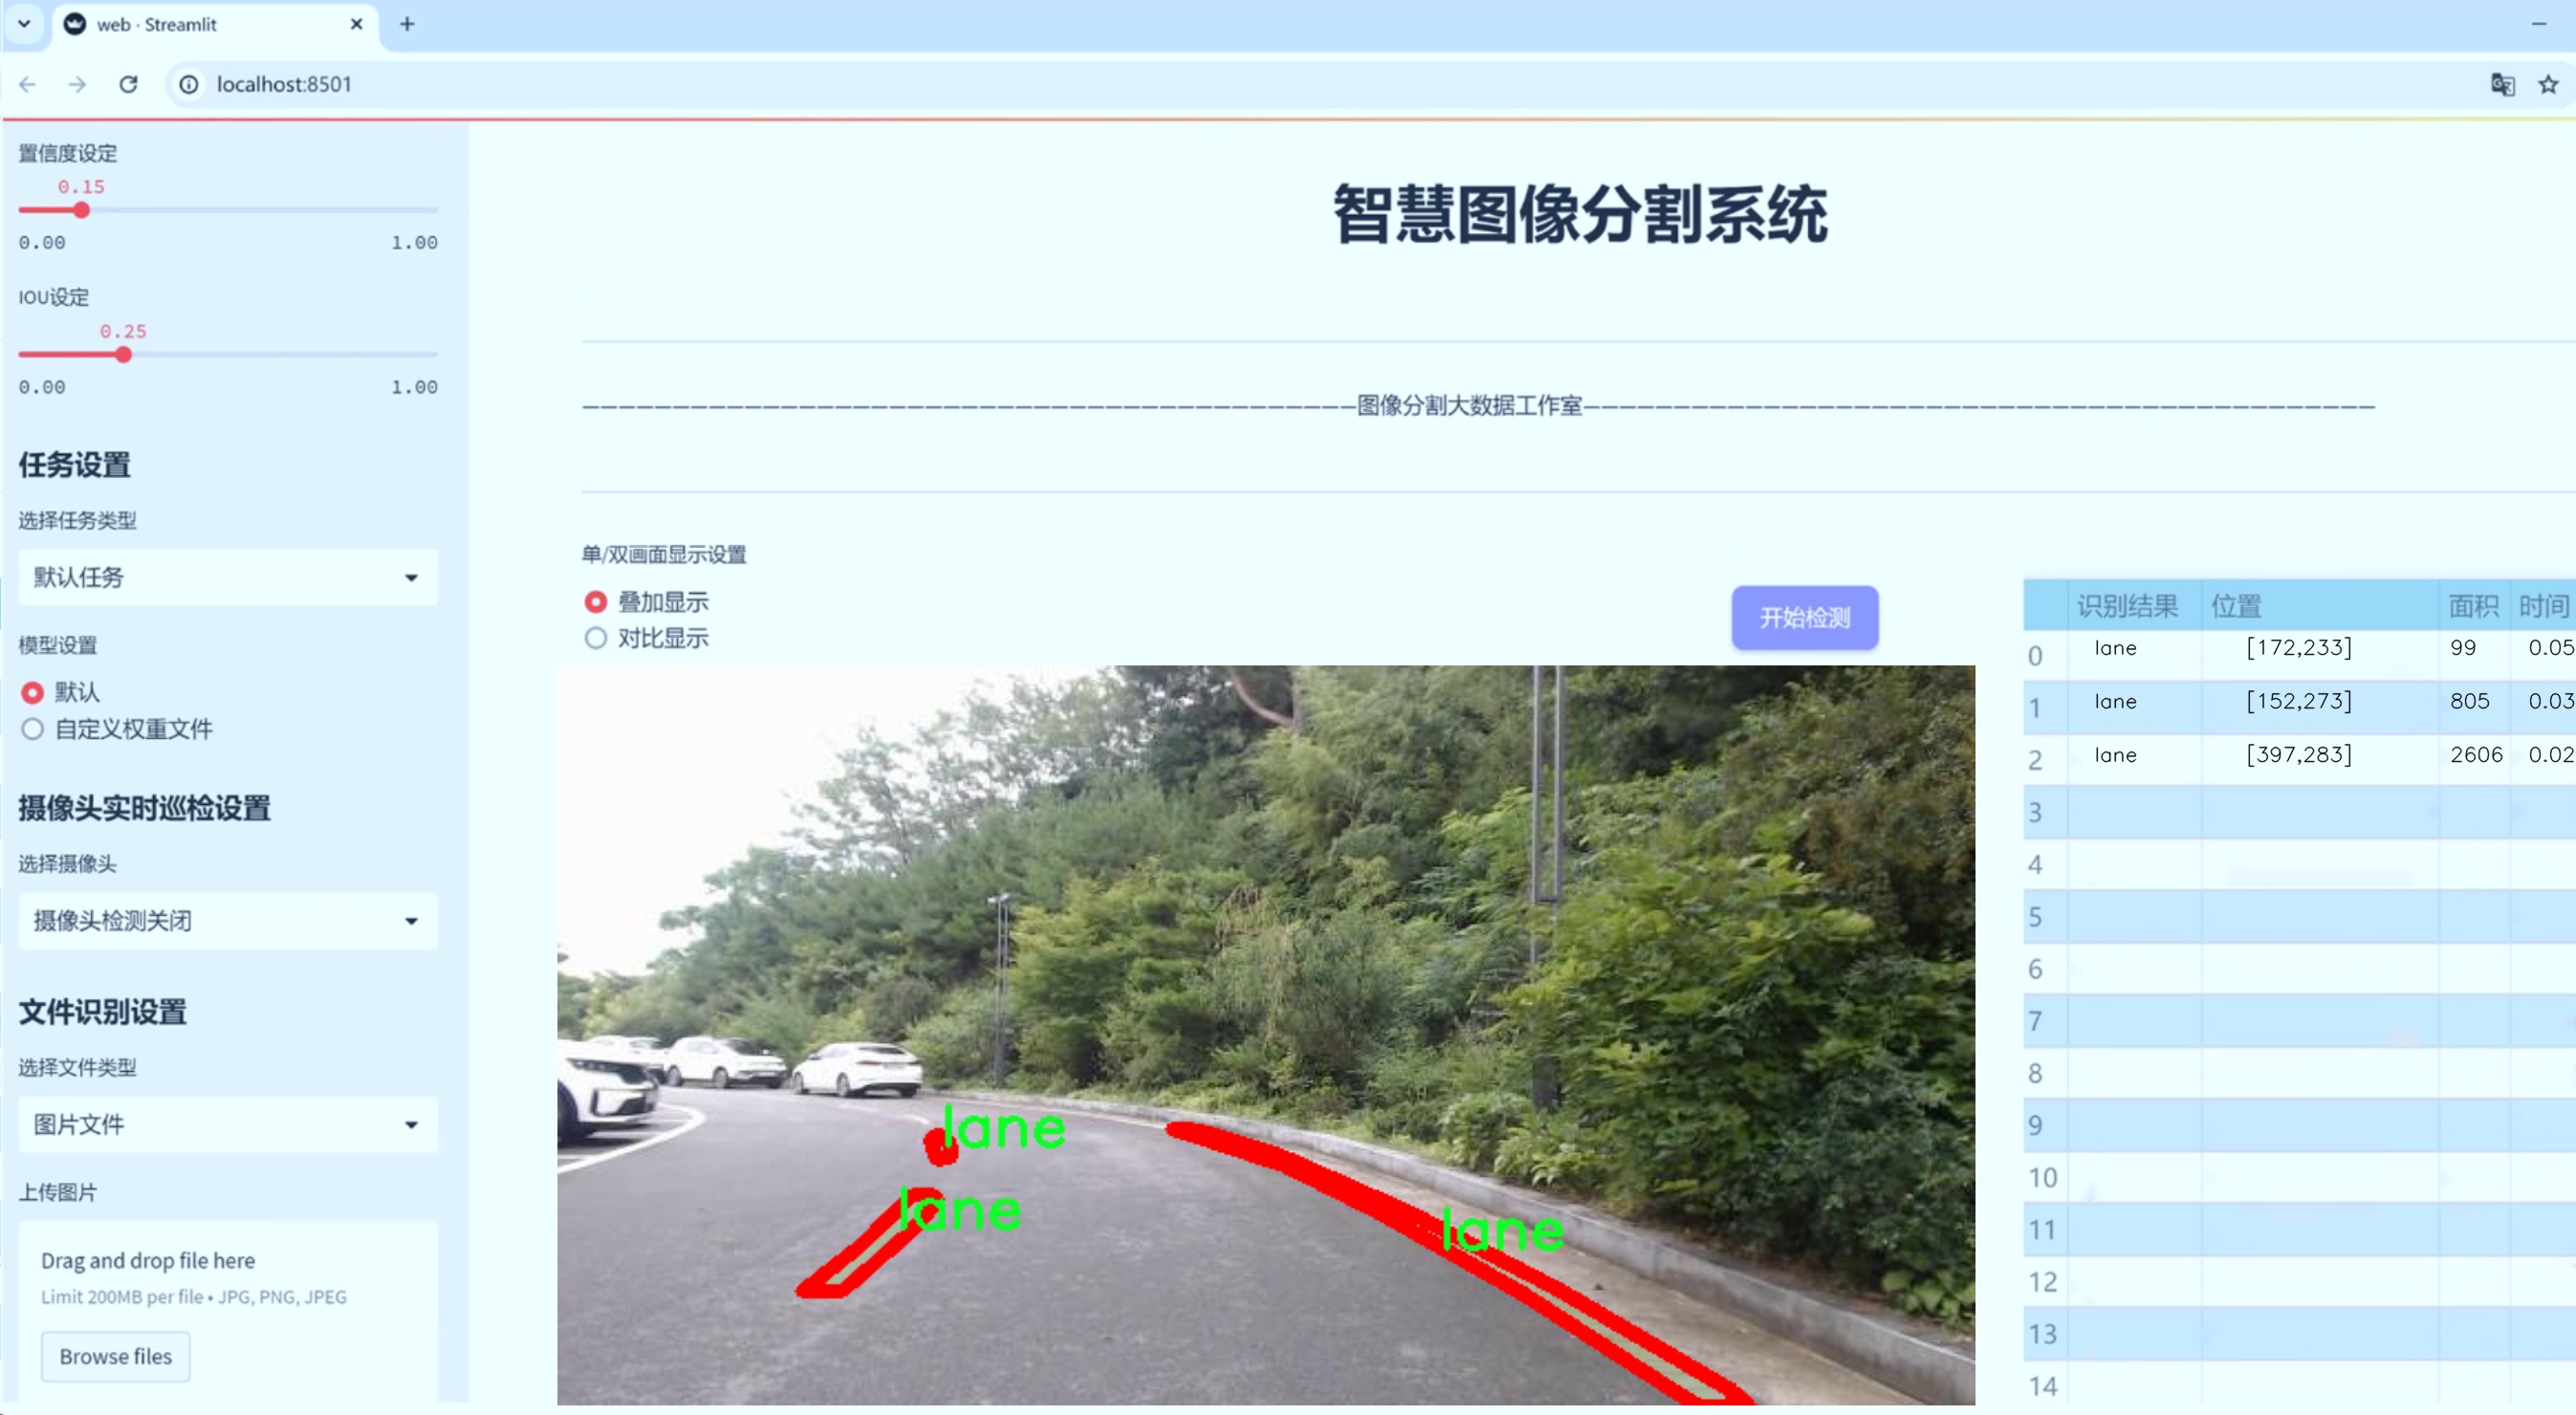 web · Streamlit
localhost:8501
置信度设定
0.15
0.00 1.00
IOU设定
0.25
0.00 1.00
任务设置
选择任务类型
默认任务
模型设置
默认
自定义权重文件
摄像头实时巡检设置
选择摄像头
摄像头检测关闭
文件识别设置
选择文件类型
图片文件
上传图片
Drag and drop file here
Limit 200MB per file • JPG, PNG, JPEG
Browse files
智慧图像分割系统
图像分割大数据工作室
单/双画面显示设置
叠加显示
对比显示
开始检测
lane
lane
lane
识别结果 位置 面积 时间
0 lane [172,233] 99 0.05
1 lane [152,273] 805 0.03
2 lane [397,283] 2606 0.02
3
4
5
6
7
8
9
10
11
12
13
14